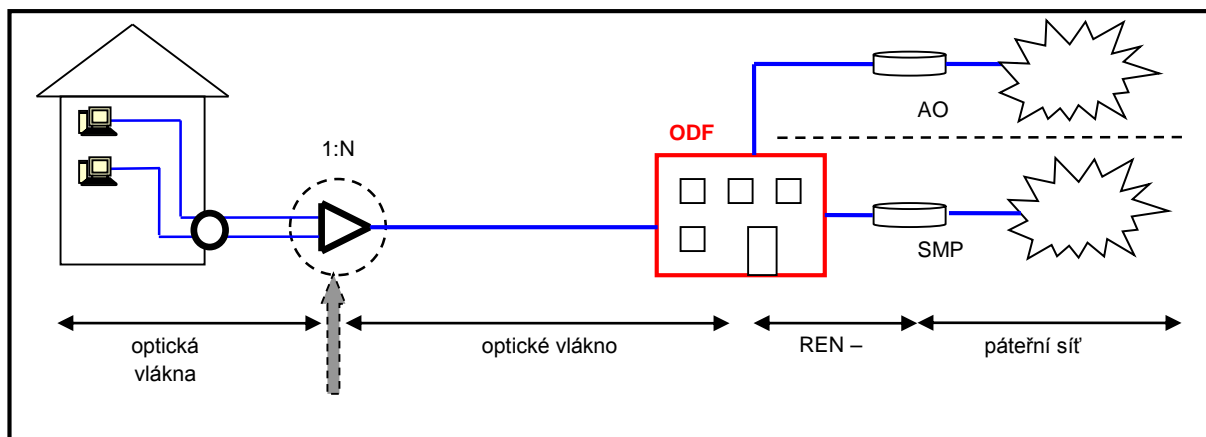 AO
ODF
1:N
SMP
optická
vlákna
optické vlákno
REN –
páteřní síť